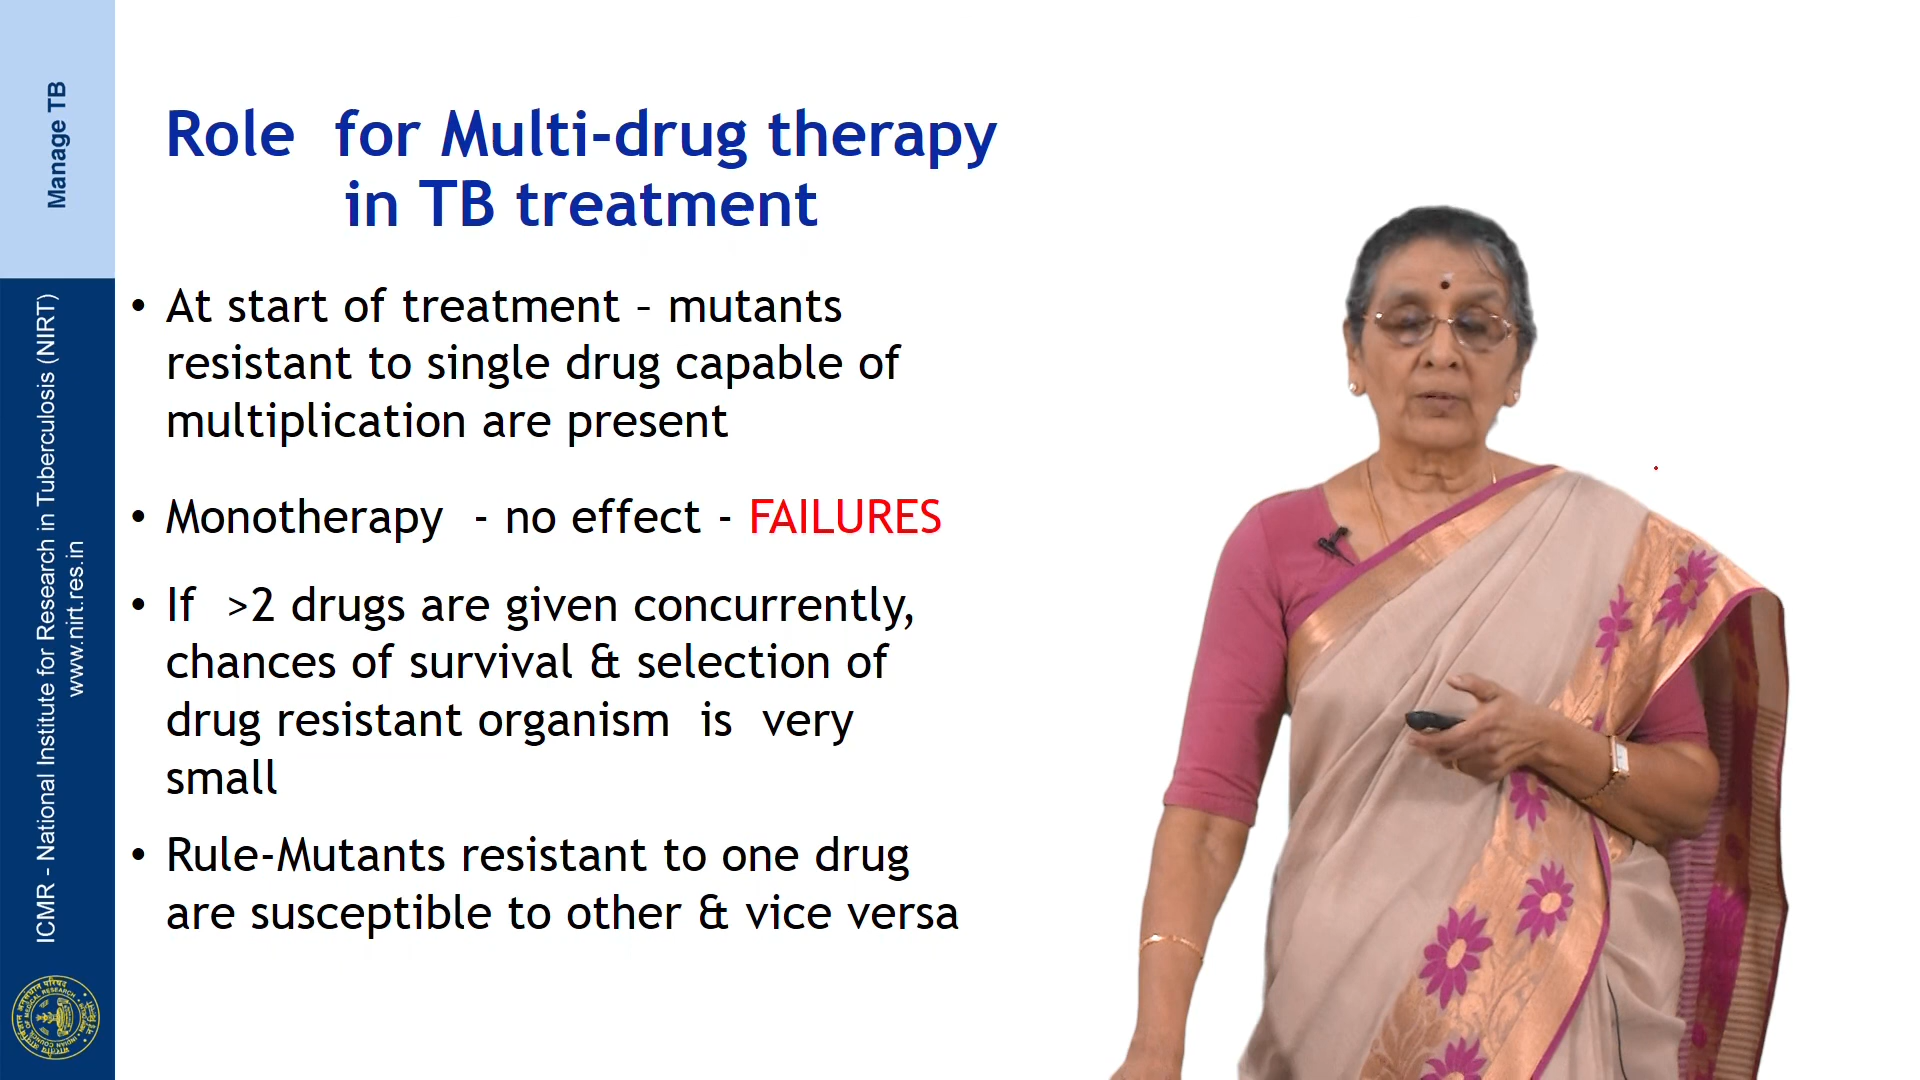 Manage TB
ICMR - National Institute for Research in Tuberculosis (NIRT)
www.nirt.res.in
Role for Multi-drug therapy
in TB treatment
• At start of treatment – mutants
resistant to single drug capable of
multiplication are present
• Monotherapy - no effect - FAILURES
• If >2 drugs are given concurrently,
chances of survival & selection of
drug resistant organism is very
small
• Rule-Mutants resistant to one drug
are susceptible to other & vice versa